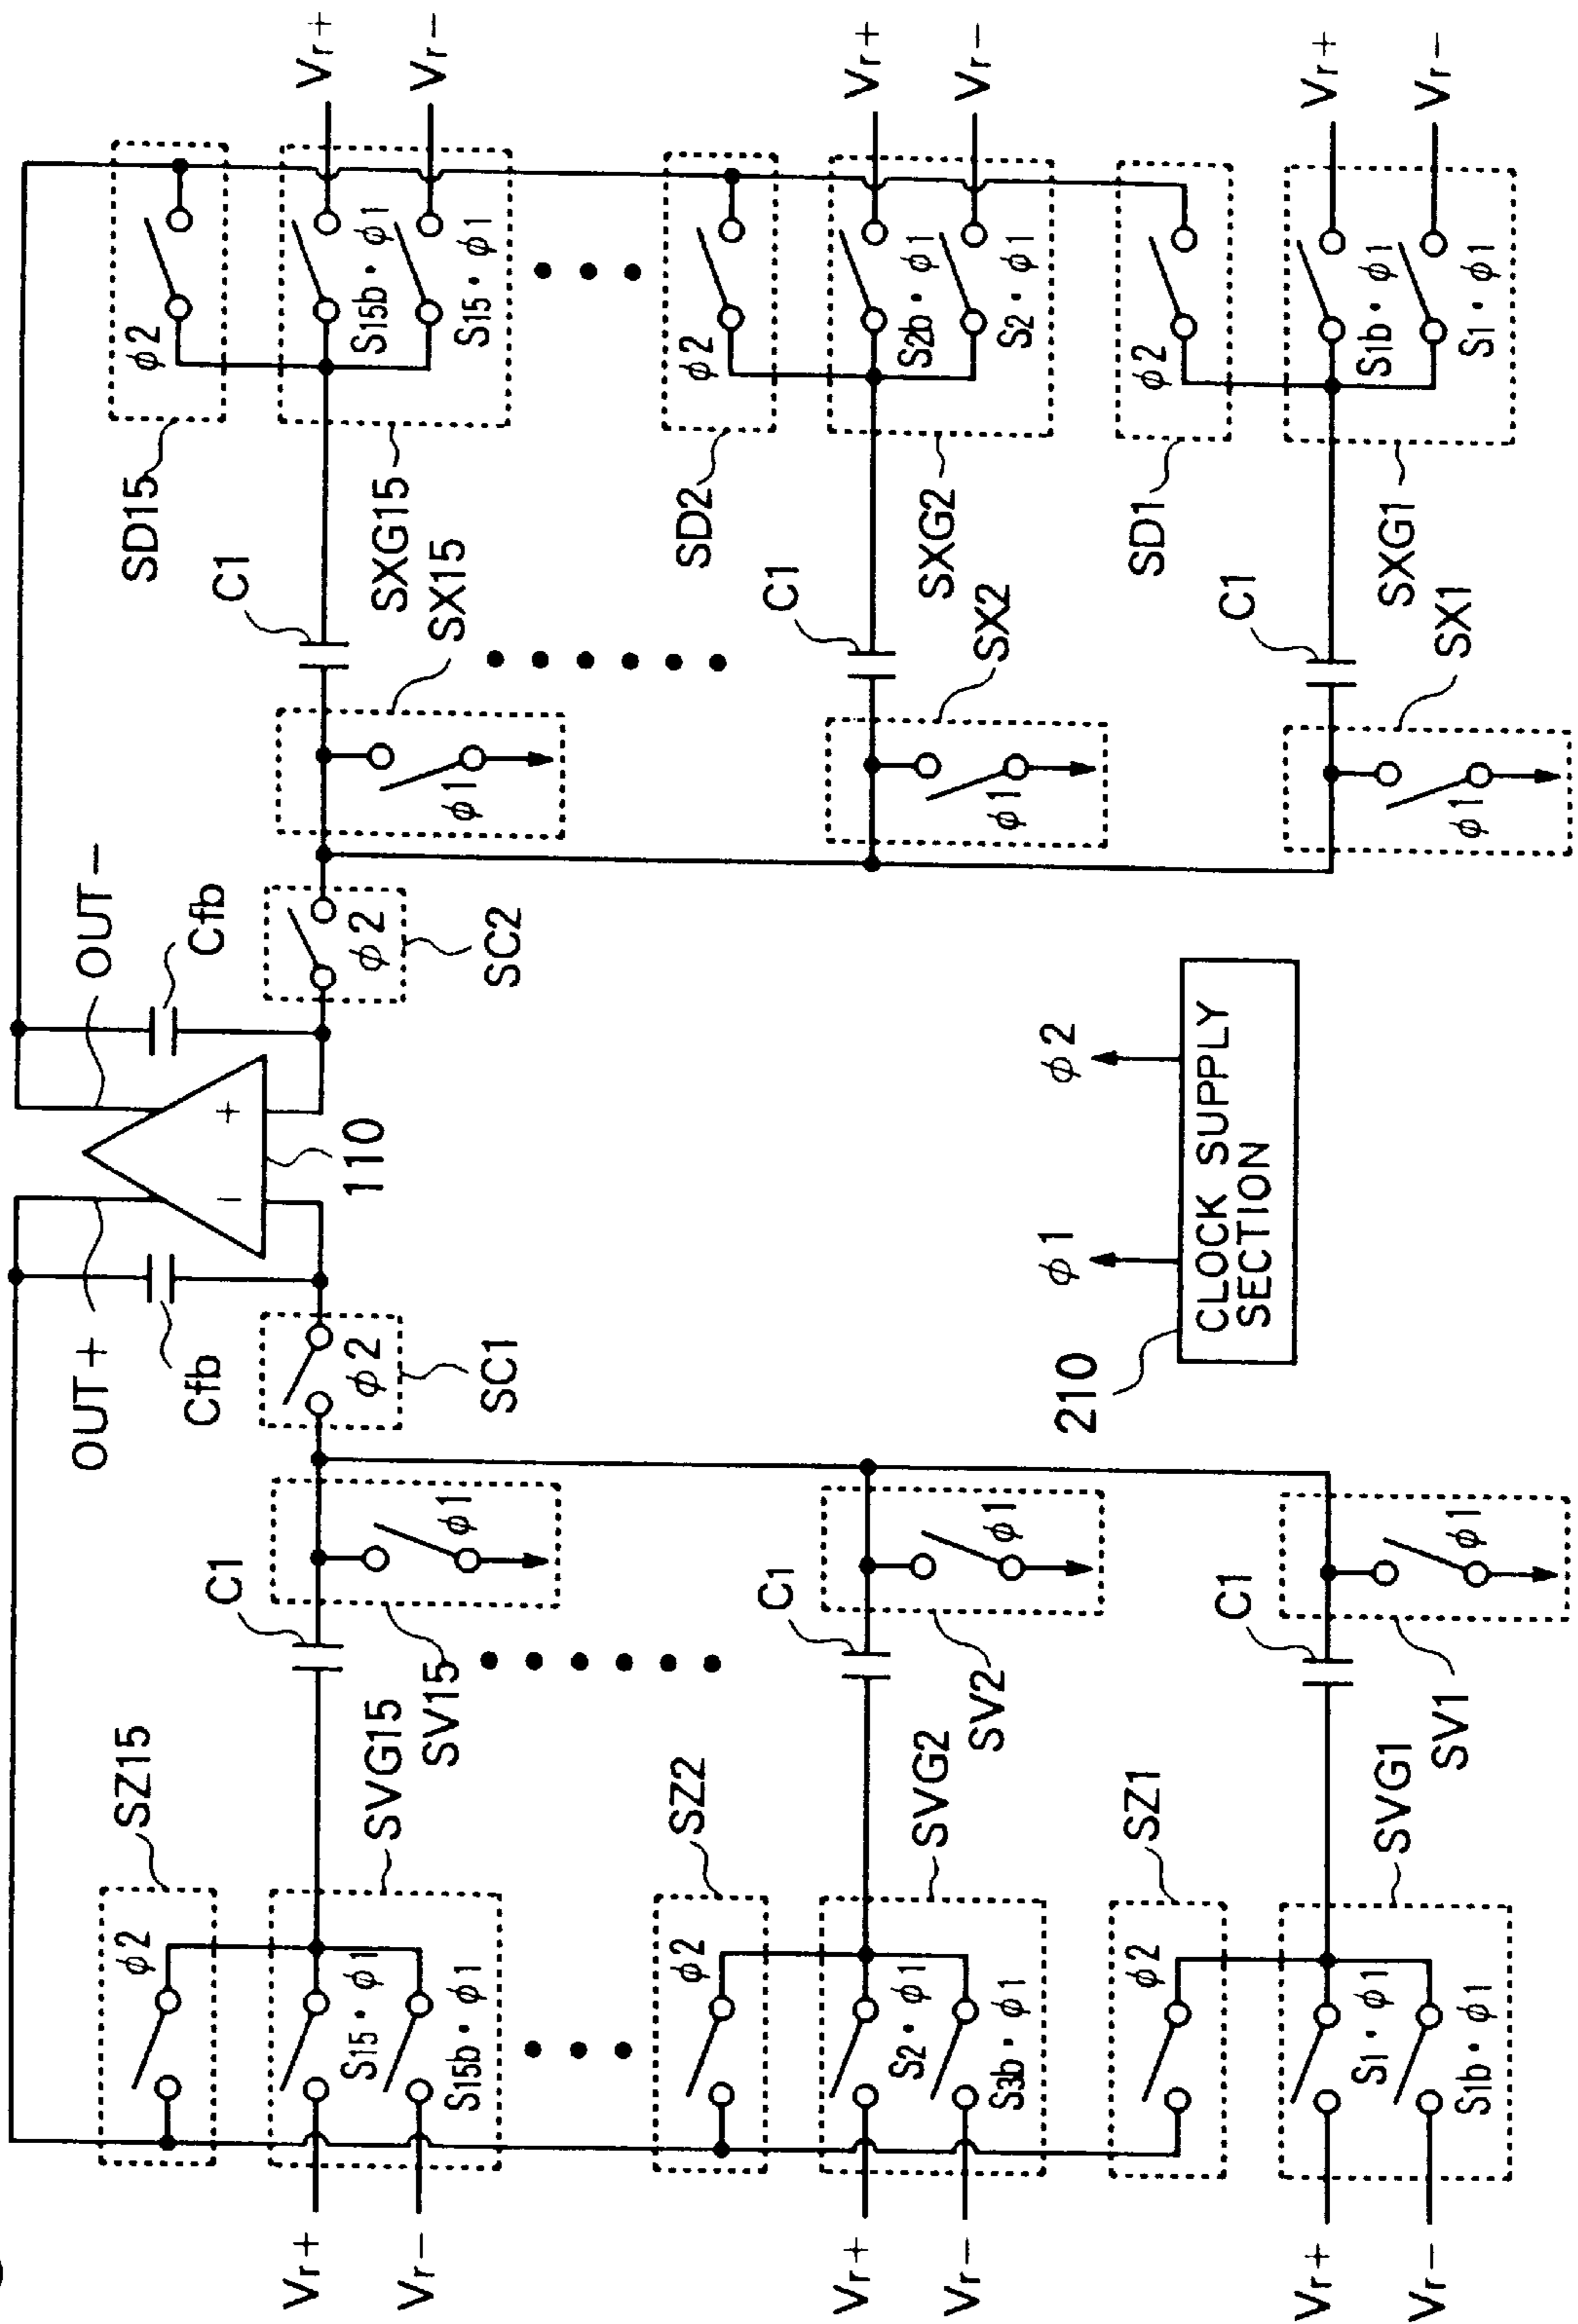 OUT+
OUT−
Cfb
Cfb
−
+
110
SZ15
φ2
Vr+
Vr−
S15・φ1
S15b・φ1
SVG15
C1
φ1
SV15
φ2
SC1
φ2
SC2
C1
φ1
SX15
SXG15
φ2
SD15
S15b・φ1
S15・φ1
Vr+
Vr−
SZ2
φ2
Vr+
Vr−
S2・φ1
S3b・φ1
SVG2
C1
φ1
SV2
C1
φ1
SX2
SXG2
φ2
SD2
S2b・φ1
S2・φ1
Vr+
Vr−
SZ1
φ2
Vr+
Vr−
S1・φ1
S1b・φ1
SVG1
C1
φ1
SV1
φ1
φ2
210
CLOCK SUPPLY
SECTION
C1
φ1
SX1
SXG1
φ2
SD1
S1b・φ1
S1・φ1
Vr+
Vr−